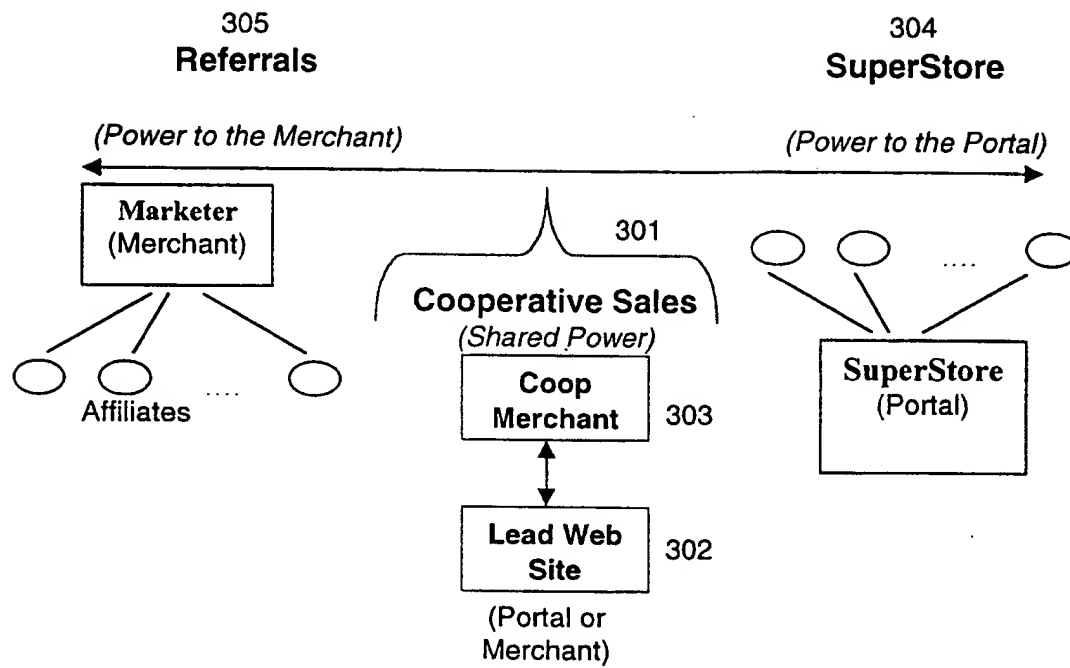 305
Referrals
304
SuperStore
(Power to the Merchant)
(Power to the Portal)
Marketer
(Merchant)
301
....
Cooperative Sales
(Shared Power)
Coop
Merchant
303
SuperStore
(Portal)
....
Affiliates
Lead Web
Site
302
(Portal or
Merchant)